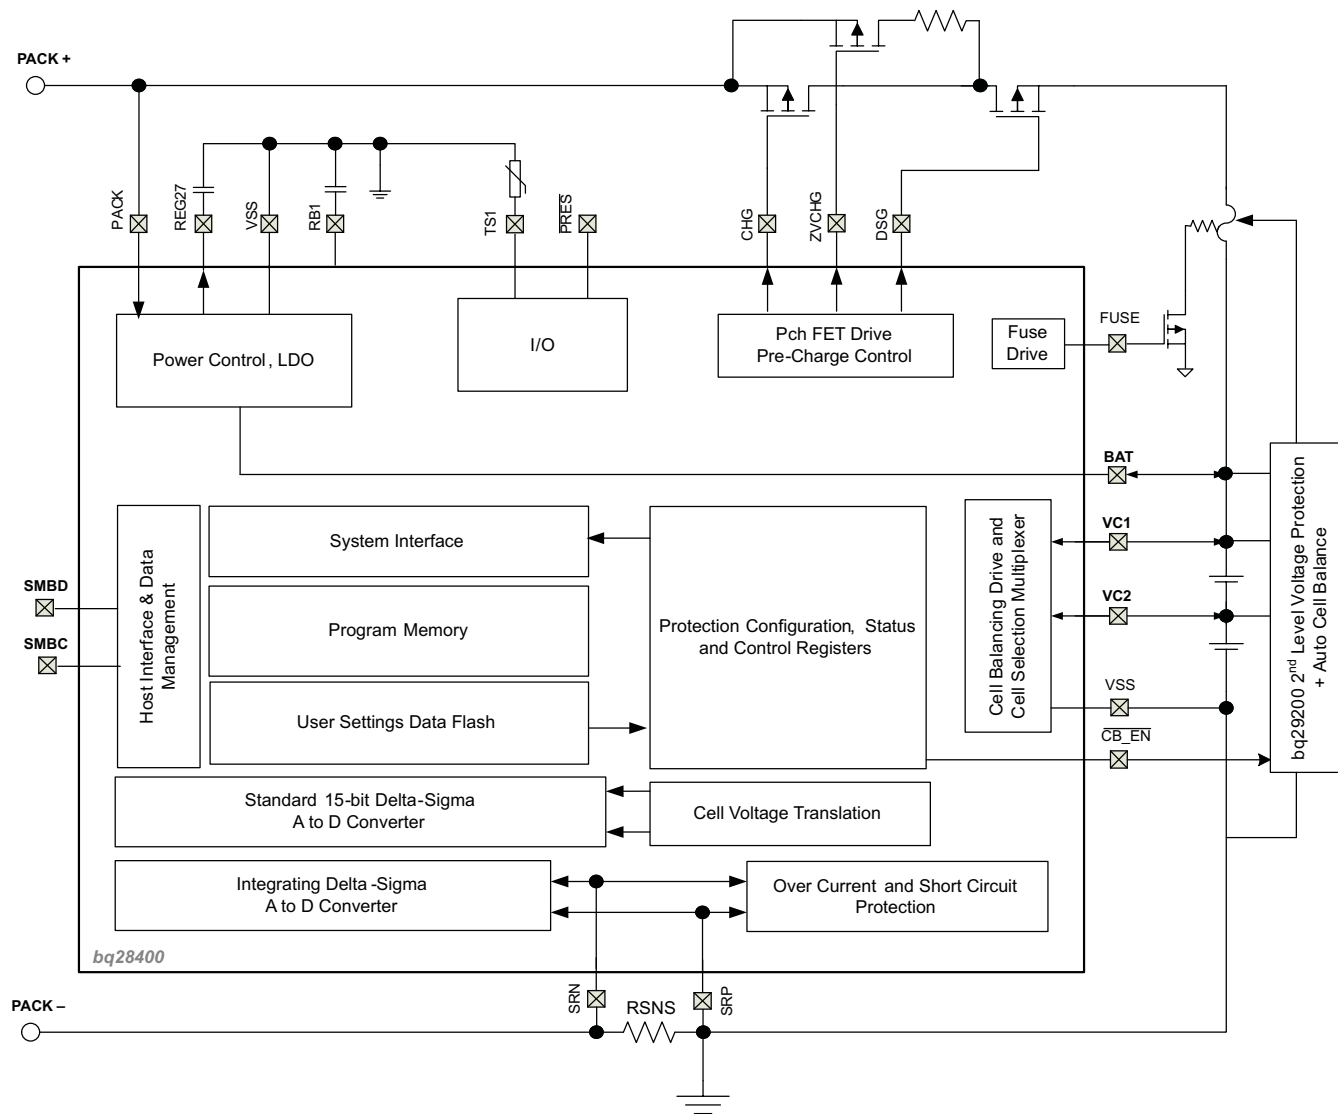 PACK +
PACK
REG27
VSS
RB1
TS1
PRES
CHG
ZVCHG
DSG
FUSE
Power Control, LDO
I/O
Pch FET Drive
Pre-Charge Control
Fuse
Drive
BAT
VC1
VC2
VSS
CB_EN
SMBD
SMBC
Host Interface & Data
Management
System Interface
Program Memory
User Settings Data Flash
Protection Configuration, Status
and Control Registers
Cell Balancing Drive and
Cell Selection Multiplexer
bq29200 2nd Level Voltage Protection
+ Auto Cell Balance
Standard 15-bit Delta-Sigma
A to D Converter
Cell Voltage Translation
Integrating Delta-Sigma
A to D Converter
Over Current and Short Circuit
Protection
bq28400
PACK –
SRN
RSNS
SRP